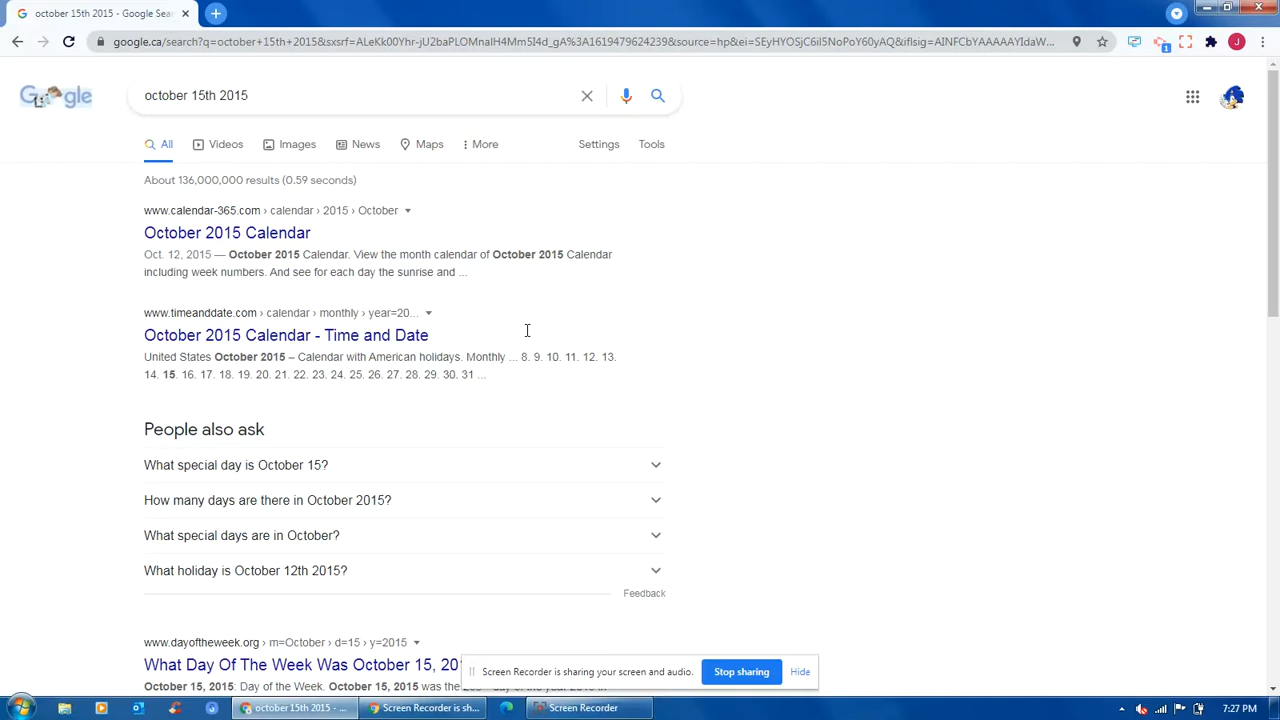 october 15th 2015 - Google Sea
google.ca/search?q=october+15th+2015&sxsrf=ALeKk00Yhr-jU2baPLOMnaIH4Mm5I4d_gA%3A1619479624239&source=hp&ei=SEyHYOSJC6iI5NoPoY60yAQ&iflsig=AINFCbYAAAAAYIdaW...
1
J
Google
october 15th 2015
All
Videos
Images
News
Maps
More
Settings
Tools
About 136,000,000 results (0.59 seconds)
www.calendar-365.com › calendar › 2015 › October
October 2015 Calendar
Oct. 12, 2015 — October 2015 Calendar. View the month calendar of October 2015 Calendar
including week numbers. And see for each day the sunrise and ...
www.timeanddate.com › calendar › monthly › year=20...
October 2015 Calendar - Time and Date
United States October 2015 – Calendar with American holidays. Monthly ... 8. 9. 10. 11. 12. 13.
14. 15. 16. 17. 18. 19. 20. 21. 22. 23. 24. 25. 26. 27. 28. 29. 30. 31 ...
People also ask
What special day is October 15?
How many days are there in October 2015?
What special days are in October?
What holiday is October 12th 2015?
Feedback
www.dayoftheweek.org › m=October › d=15 › y=2015
What Day Of The Week Was October 15, 20
Screen Recorder is sharing your screen and audio.
Stop sharing
Hide
October 15, 2015: Day of the Week. October 15, 2015 was the
october 15th 2015 - ...
Screen Recorder is sh...
Screen Recorder
7:27 PM